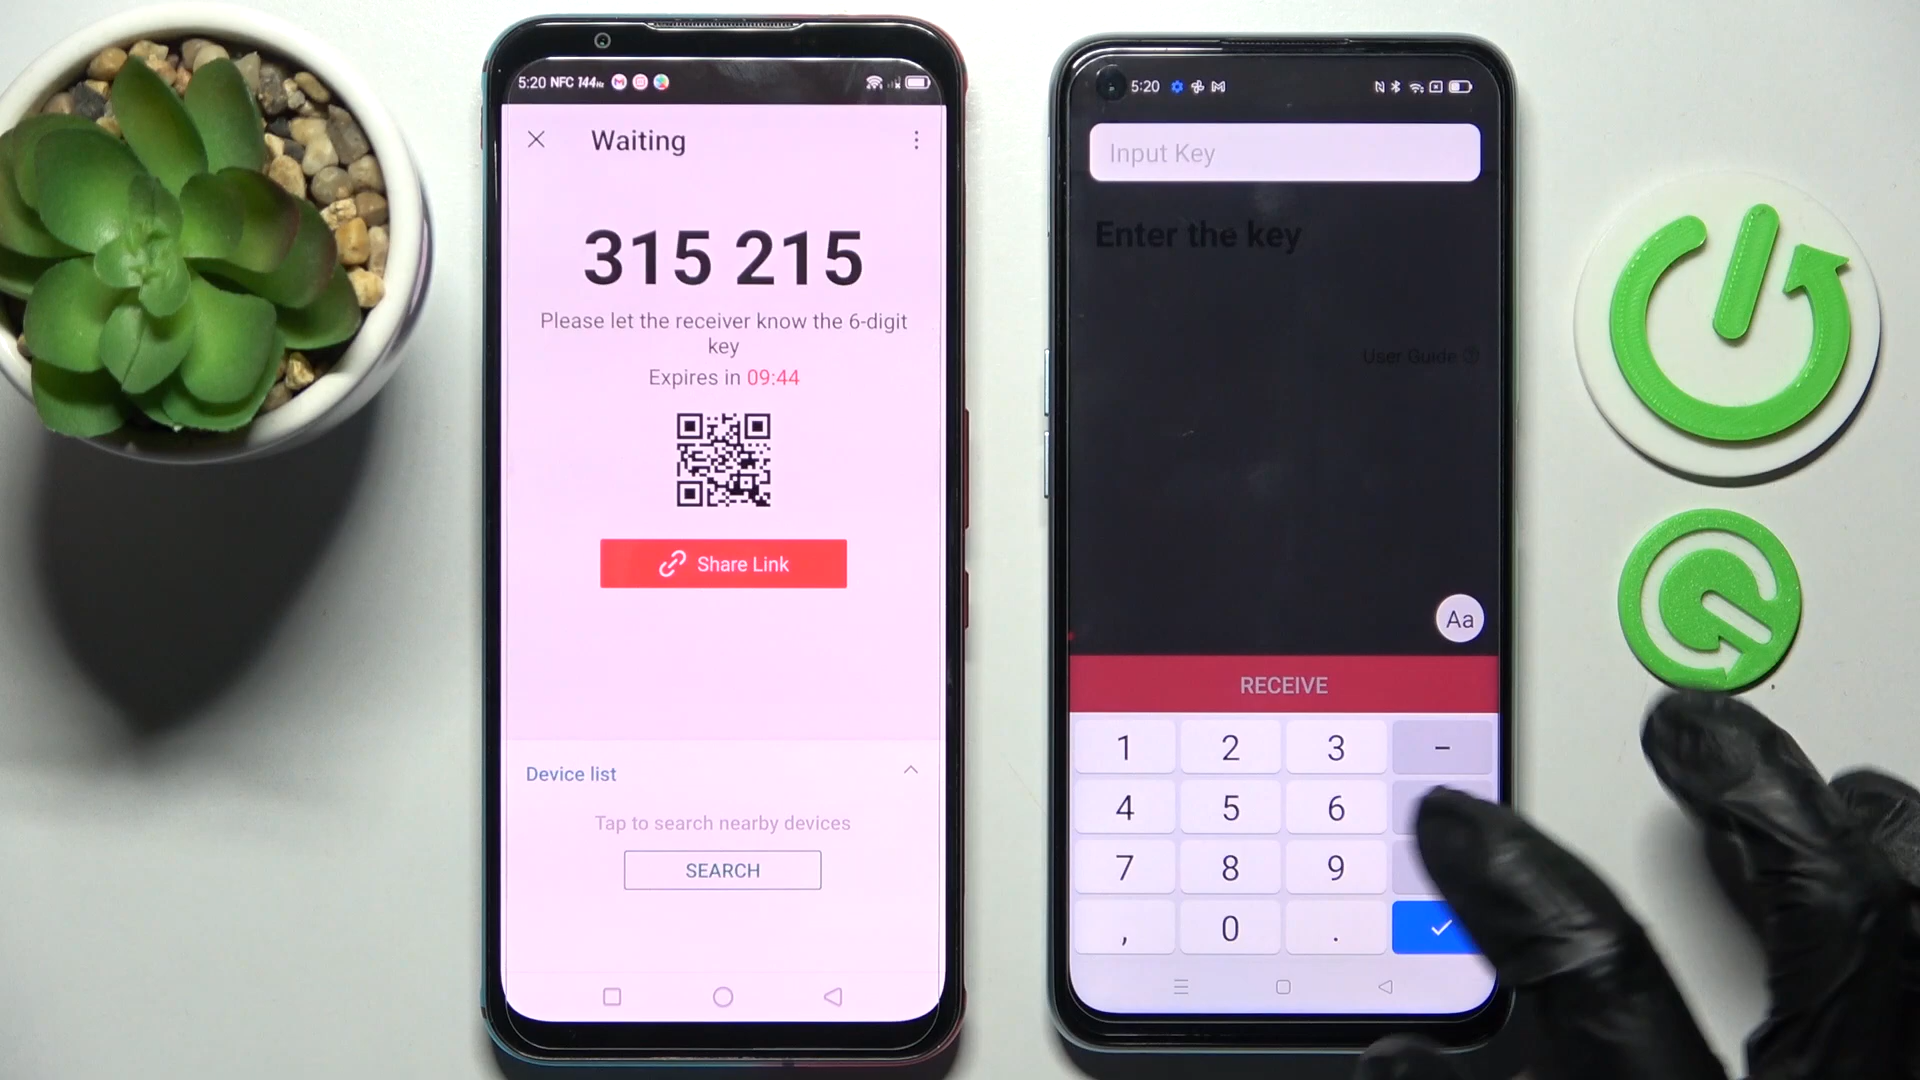 5:20 NFC 144Hz
Waiting
315 215
Please let the receiver know the 6-digit
key
Expires in 09:44
Share Link
Device list
Tap to search nearby devices
SEARCH
5:20
Input Key
Enter the key
User Guide
Aa
RECEIVE
1 2 3 -
4 5 6
7 8 9
, 0 .